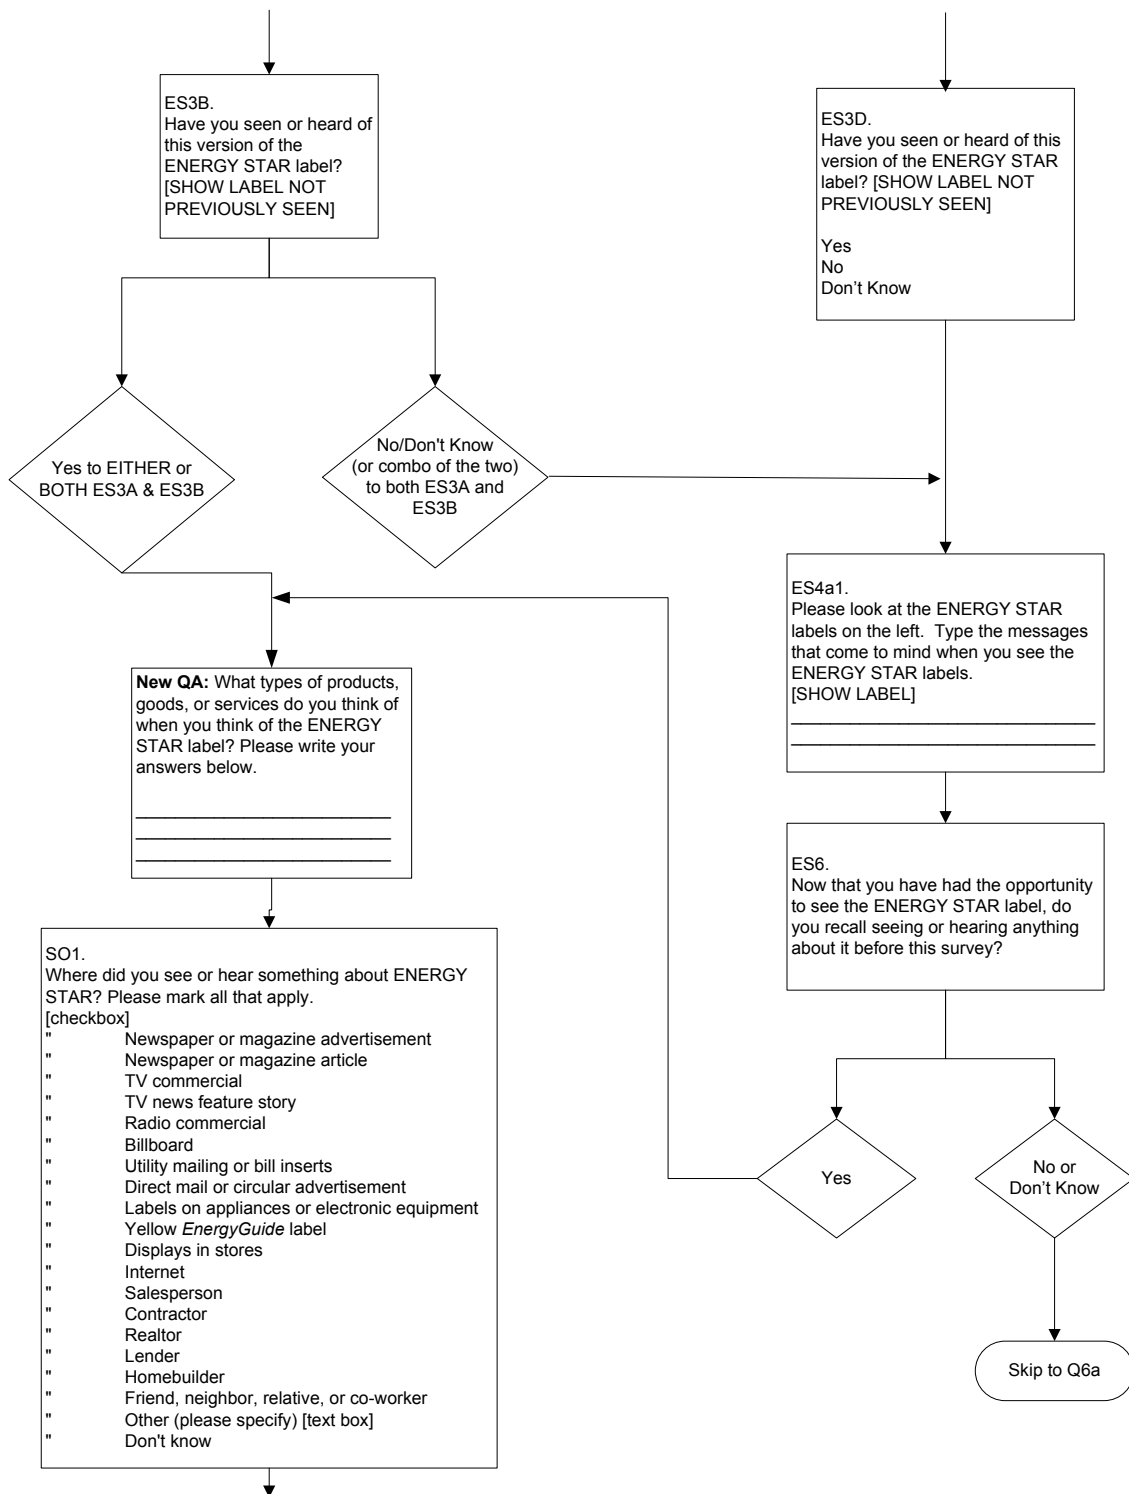 ES3B.
Have you seen or heard of
this version of the
ENERGY STAR label?
[SHOW LABEL NOT
PREVIOUSLY SEEN]
ES3D.
Have you seen or heard of this
version of the ENERGY STAR
label? [SHOW LABEL NOT
PREVIOUSLY SEEN]
Yes
No
Don’t Know
Yes to EITHER or
BOTH ES3A & ES3B
No/Don't Know
(or combo of the two)
to both ES3A and
ES3B
ES4a1.
Please look at the ENERGY STAR
labels on the left.  Type the messages
that come to mind when you see the
ENERGY STAR labels.
[SHOW LABEL]
New QA: What types of products,
goods, or services do you think of
when you think of the ENERGY
STAR label? Please write your
answers below.
ES6.
Now that you have had the opportunity
to see the ENERGY STAR label, do
you recall seeing or hearing anything
about it before this survey?
SO1.
Where did you see or hear something about ENERGY
STAR? Please mark all that apply.
[checkbox]
" Newspaper or magazine advertisement
" Newspaper or magazine article
" TV commercial
" TV news feature story
" Radio commercial
" Billboard
" Utility mailing or bill inserts
" Direct mail or circular advertisement
" Labels on appliances or electronic equipment
" Yellow EnergyGuide label
" Displays in stores
" Internet
" Salesperson
" Contractor
" Realtor
" Lender
" Homebuilder
" Friend, neighbor, relative, or co-worker
" Other (please specify) [text box]
" Don't know
Yes
No or
Don’t Know
Skip to Q6a